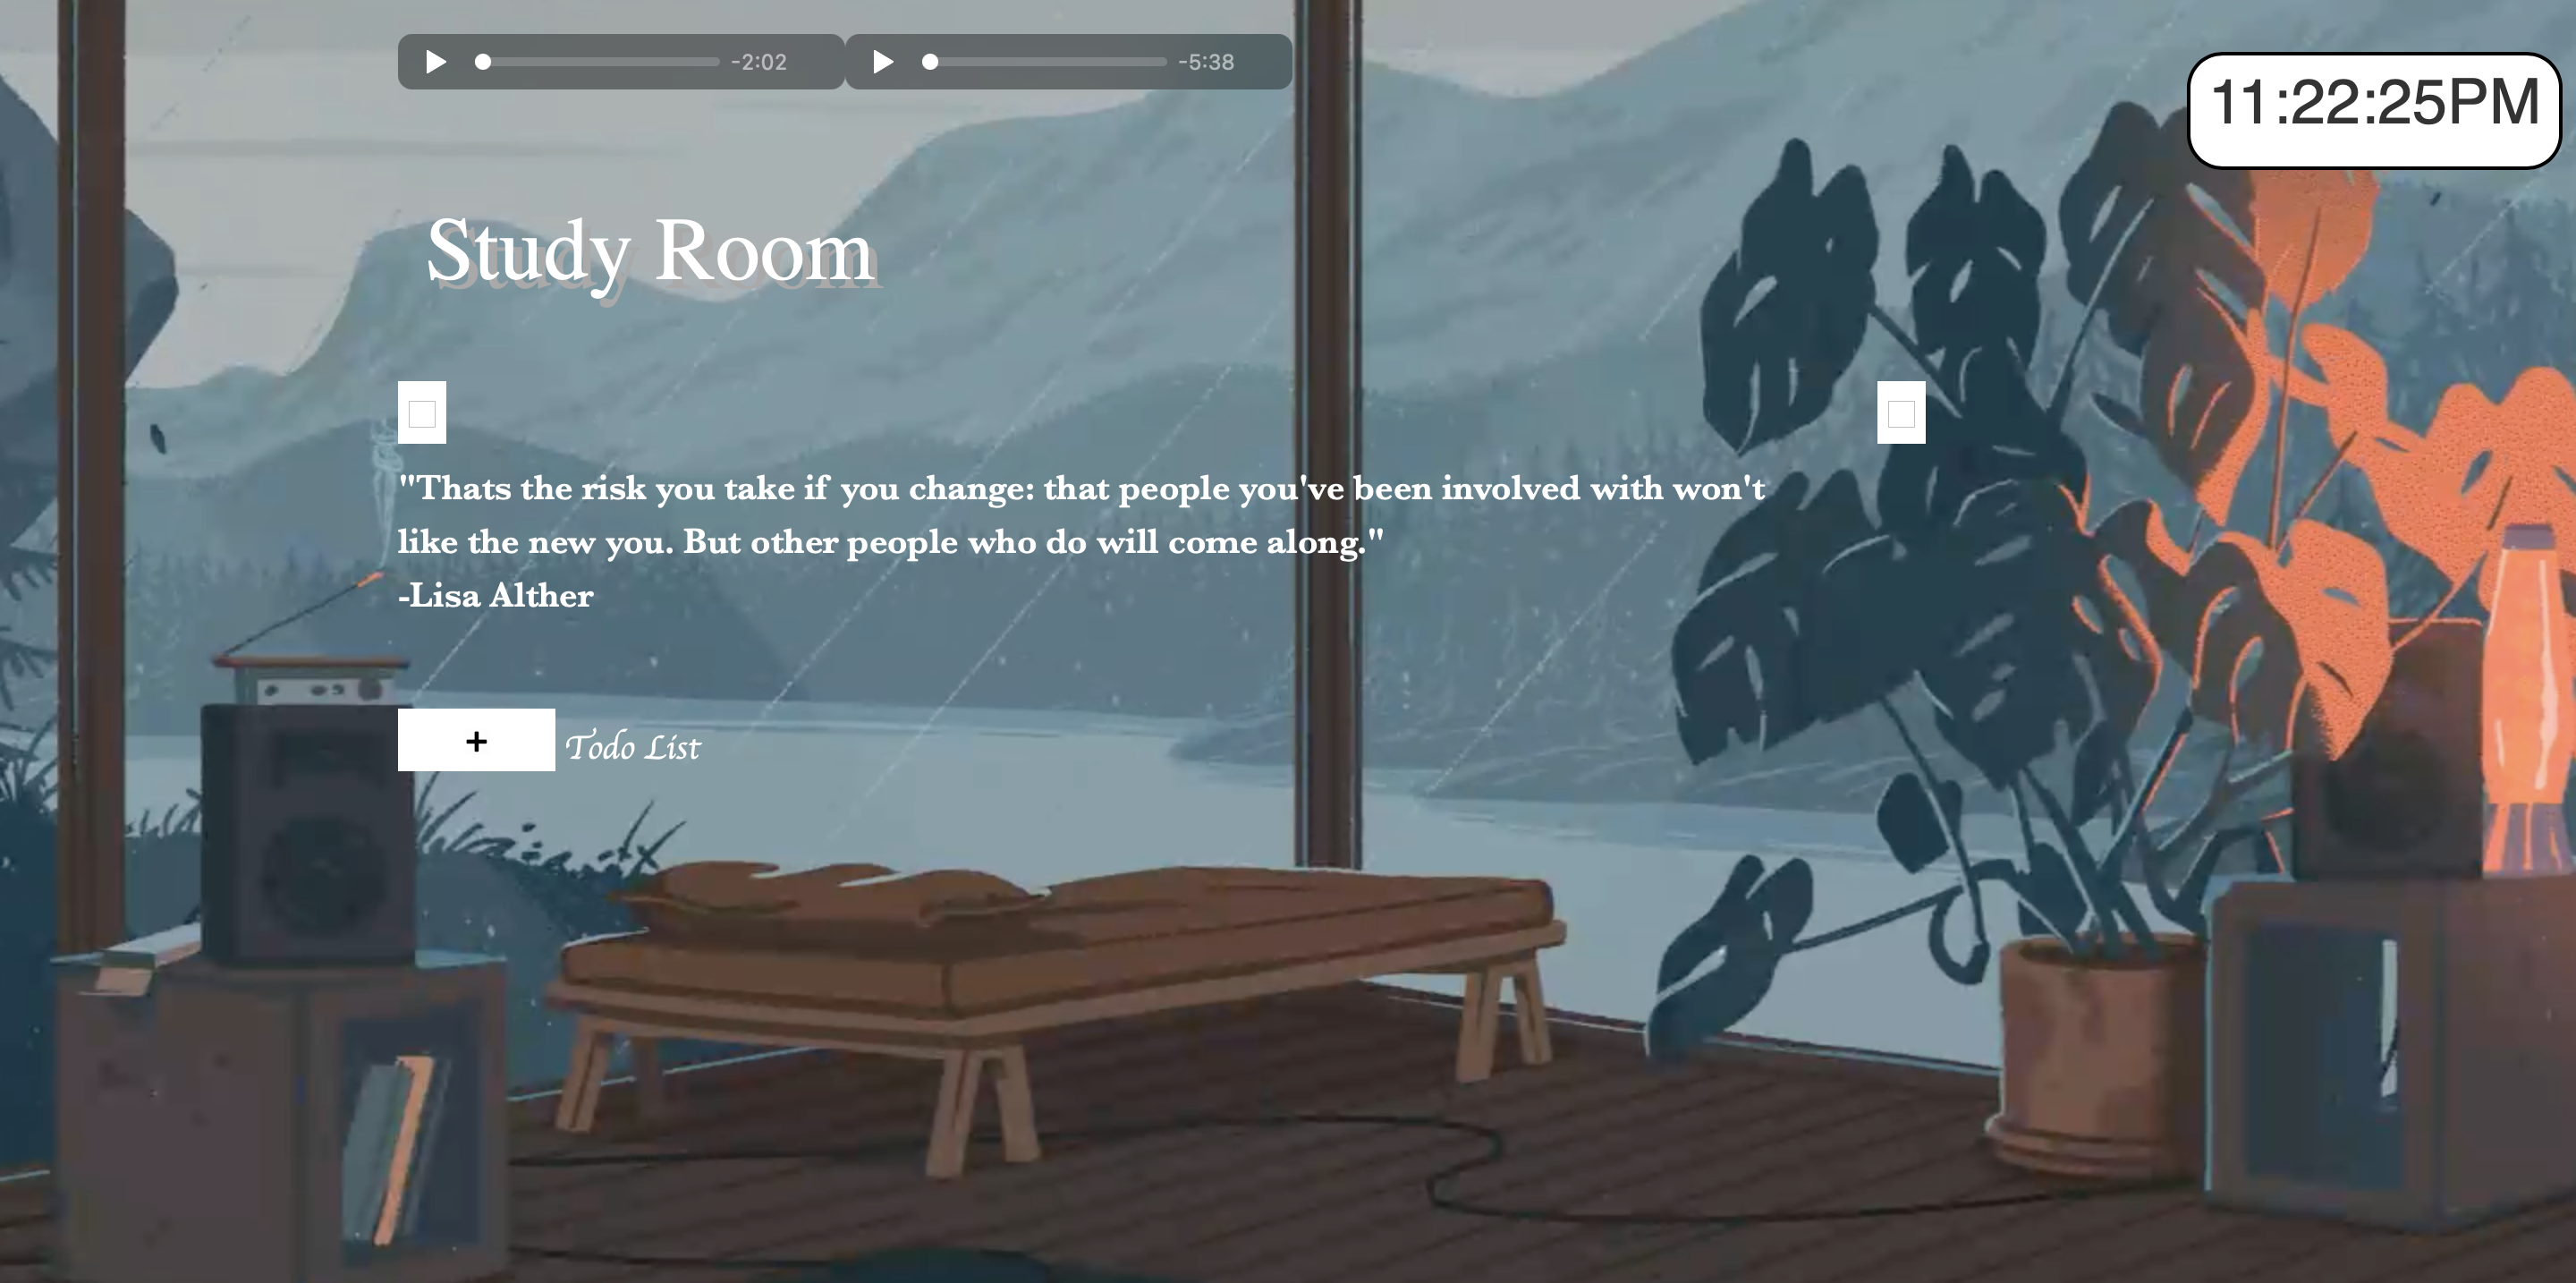 -2:02
-5:38
11:22:25PM
Study Room
"Thats the risk you take if you change: that people you've been involved with won't
like the new you. But other people who do will come along."
-Lisa Alther
+ Todo List